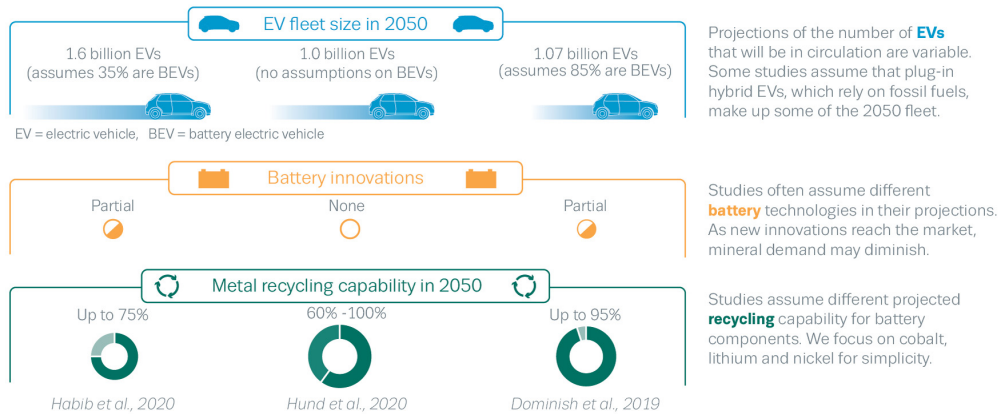 EV fleet size in 2050
1.6 billion EVs
(assumes 35% are BEVs)
1.0 billion EVs
(no assumptions on BEVs)
1.07 billion EVs
(assumes 85% are BEVs)
EV = electric vehicle, BEV = battery electric vehicle
Projections of the number of EVs
that will be in circulation are variable.
Some studies assume that plug-in
hybrid EVs, which rely on fossil fuels,
make up some of the 2050 fleet.
Battery innovations
Partial
None
Partial
Studies often assume different
battery technologies in their projections.
As new innovations reach the market,
mineral demand may diminish.
Metal recycling capability in 2050
Up to 75%
60% -100%
Up to 95%
Studies assume different projected
recycling capability for battery
components. We focus on cobalt,
lithium and nickel for simplicity.
Habib et al., 2020
Hund et al., 2020
Dominish et al., 2019